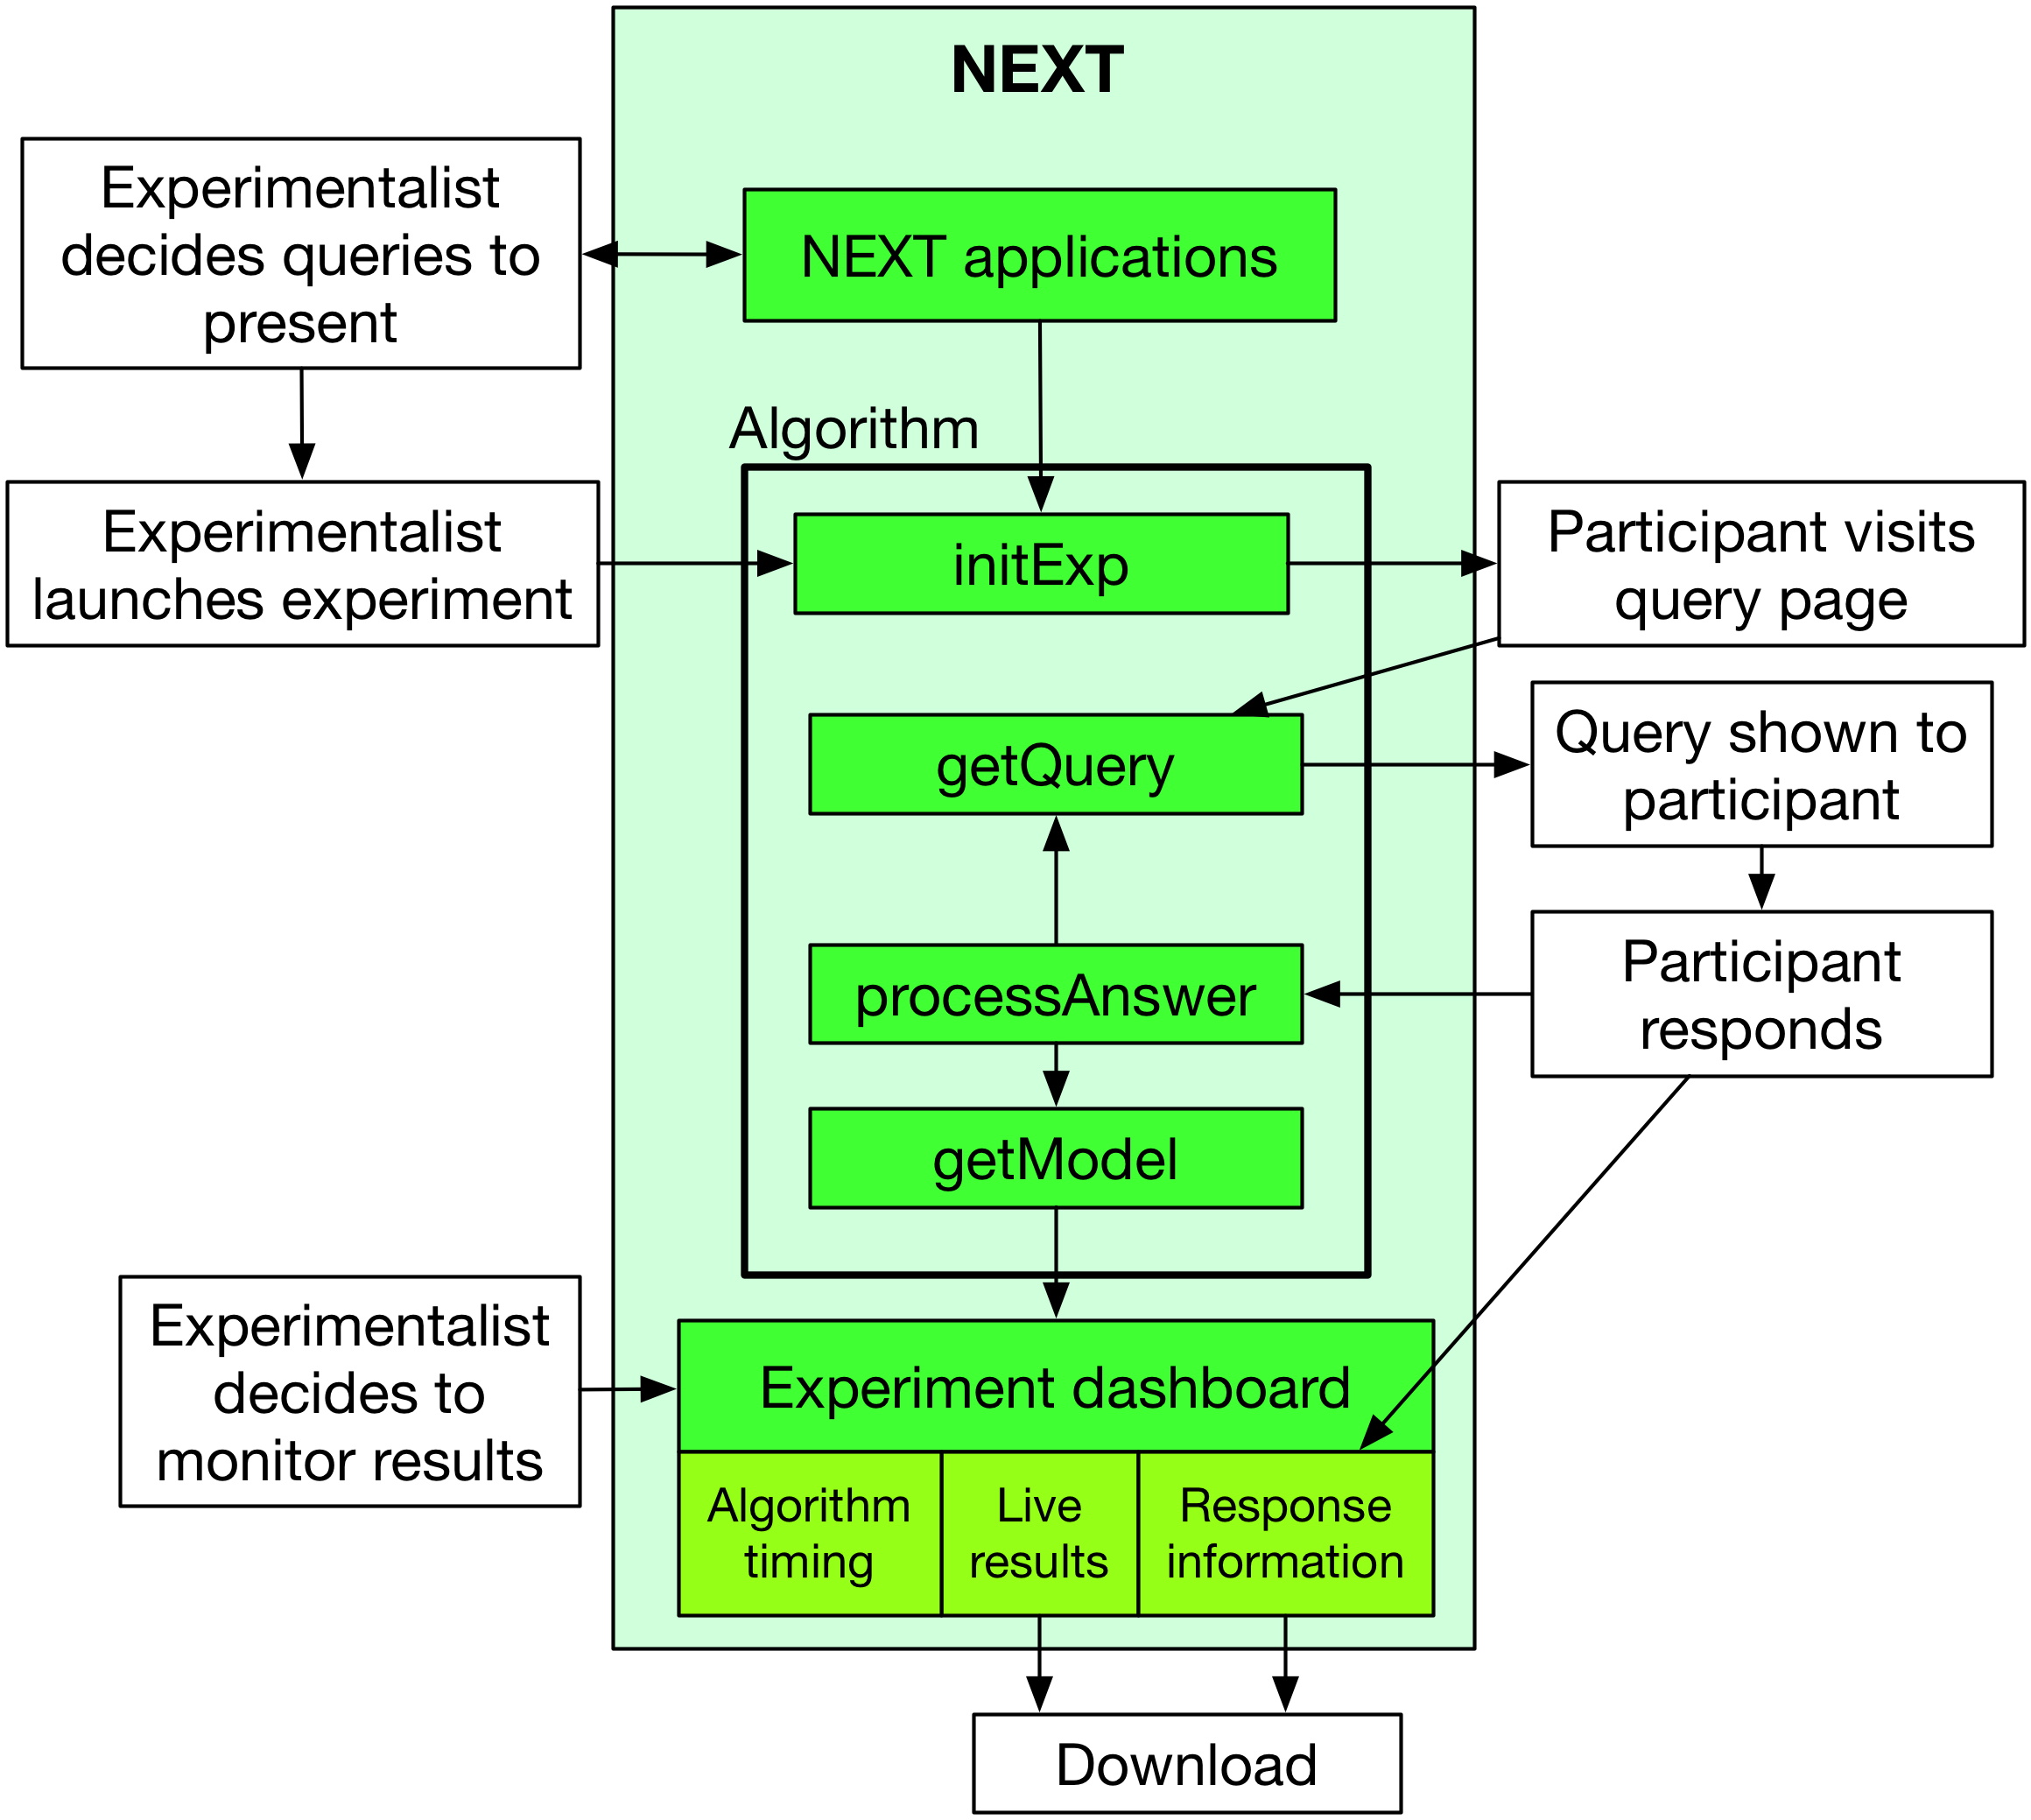 NEXT
Experimentalist
decides queries to
present
NEXT applications
Algorithm
Experimentalist
launches experiment
initExp
Participant visits
query page
getQuery
Query shown to
participant
processAnswer
Participant
responds
getModel
Experimentalist
decides to
monitor results
Experiment dashboard
Algorithm
timing
Live
results
Response
information
Download